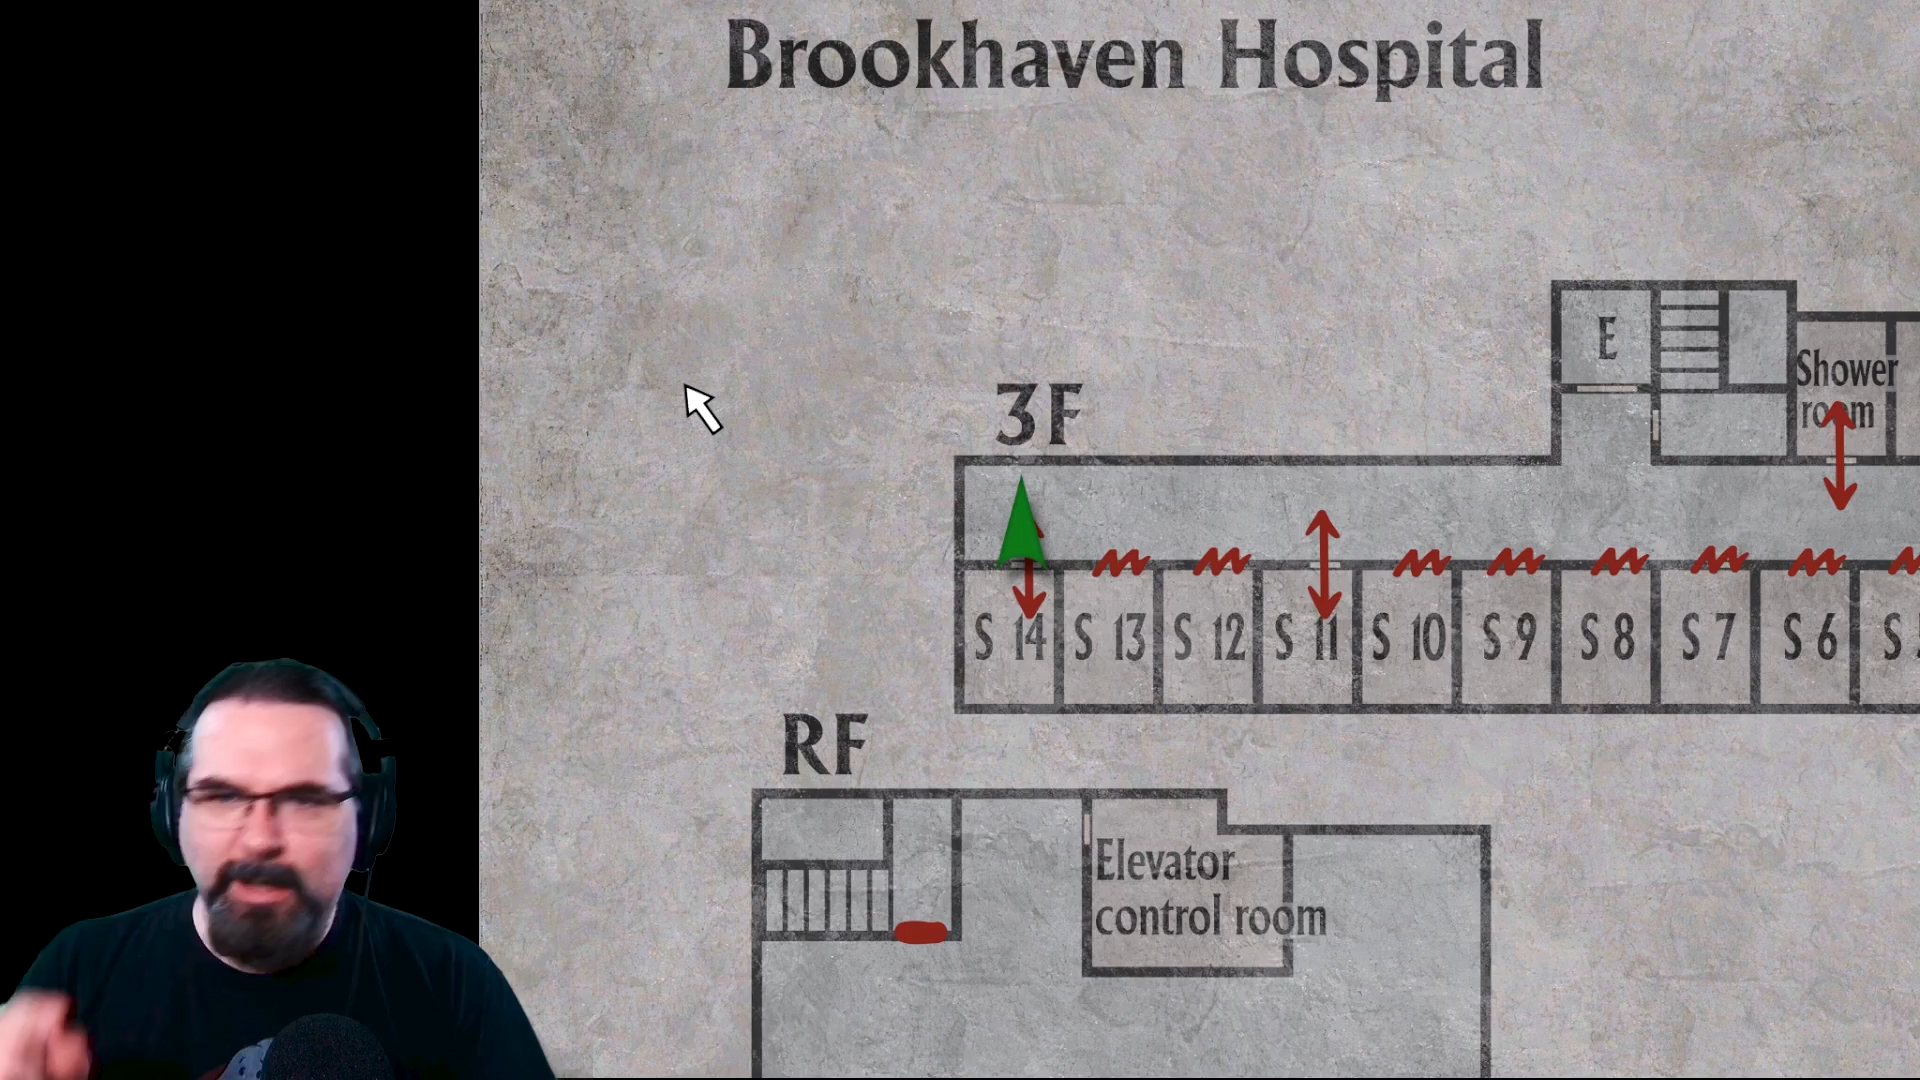 Brookhaven Hospital
E
Shower
room
3F
S 14
S 13
S 12
S 11
S 10
S 9
S 8
S 7
S 6
S
RF
Elevator
control room